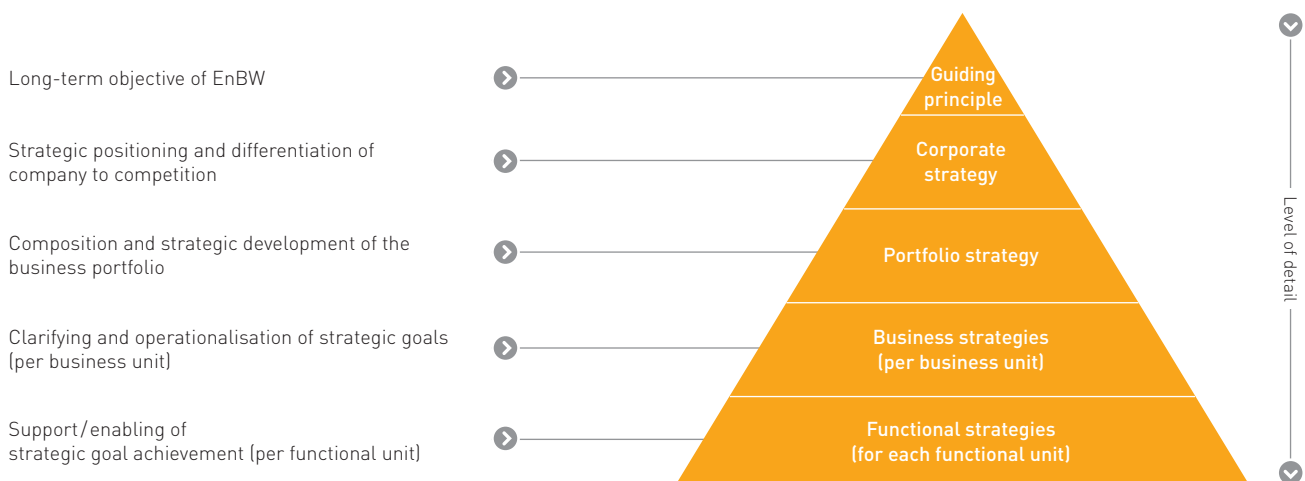 Long-term objective of EnBW
Guiding
principle
Strategic positioning and differentiation of
company to competition
Corporate
strategy
Composition and strategic development of the
business portfolio
Portfolio strategy
Clarifying and operationalisation of strategic goals
(per business unit)
Business strategies
(per business unit)
Support/enabling of
strategic goal achievement (per functional unit)
Functional strategies
(for each functional unit)
Level of detail